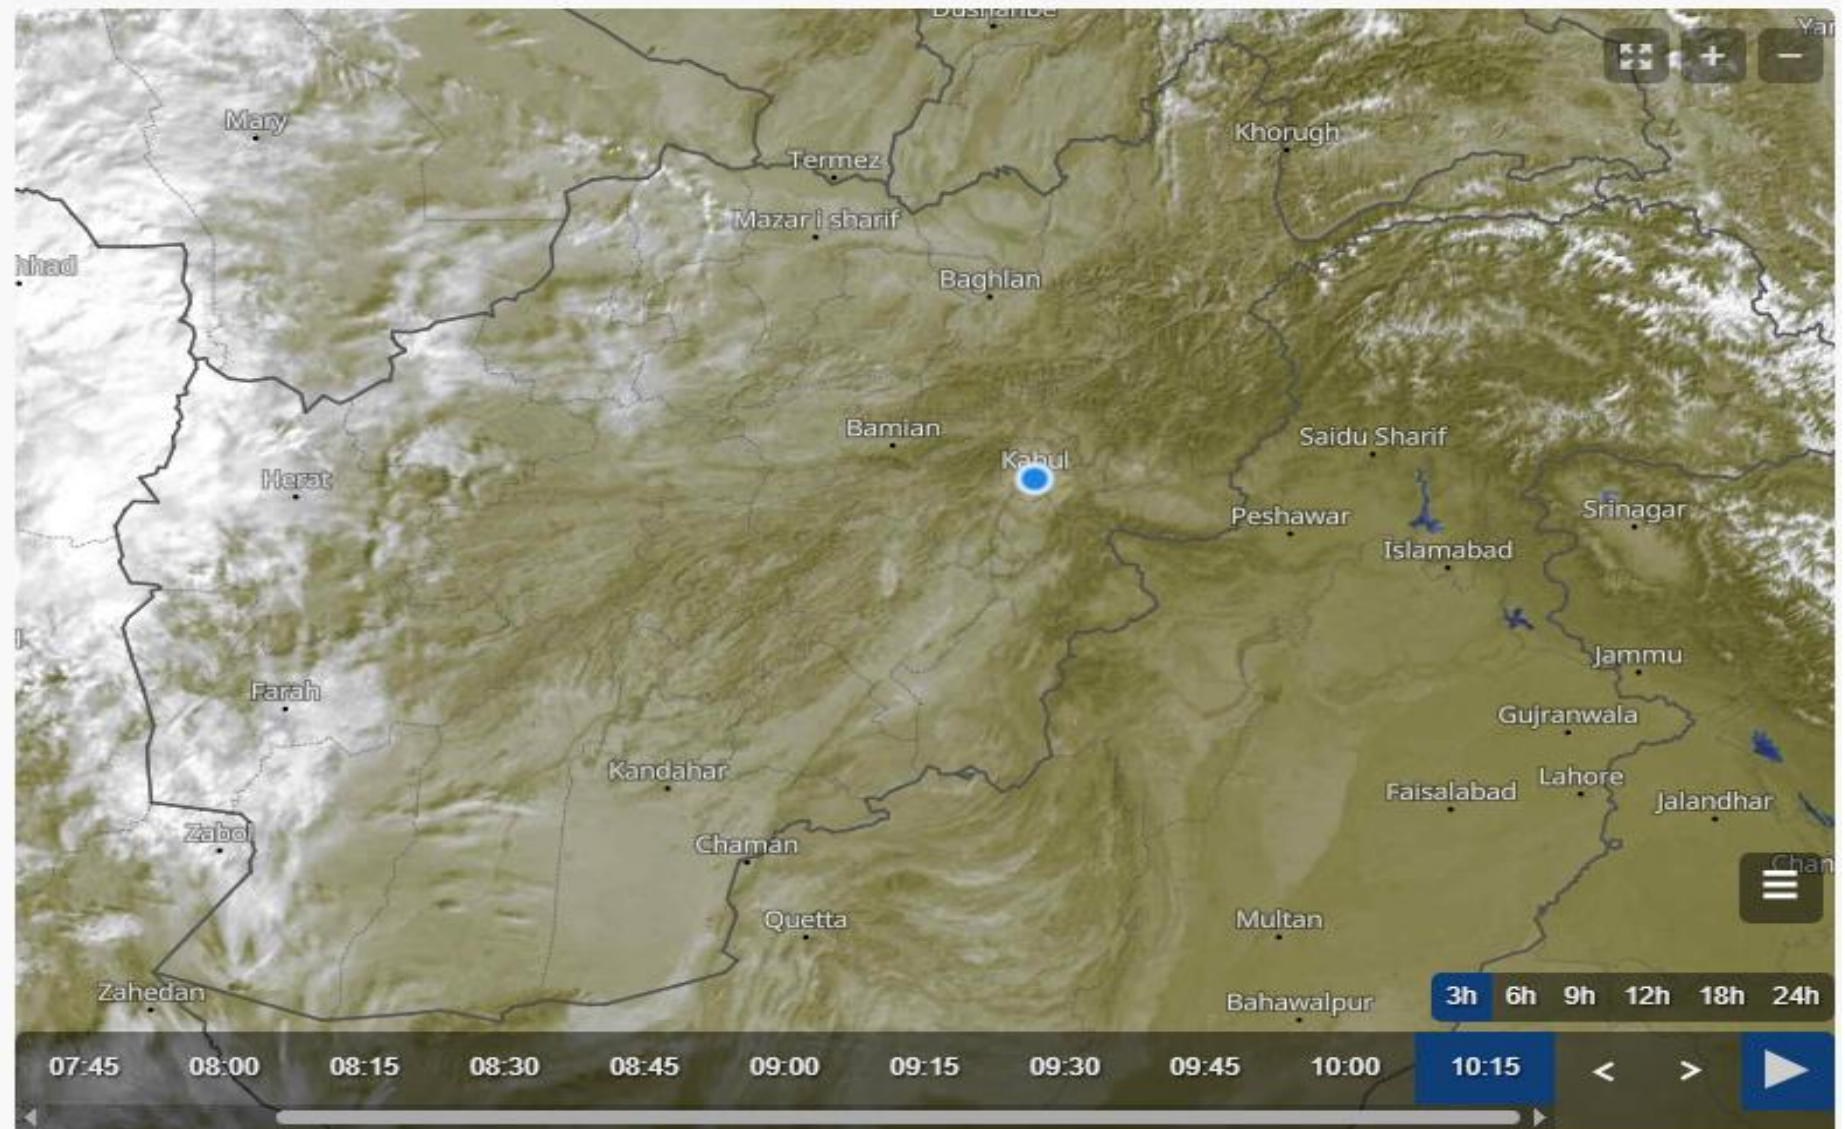 Dushanbe
Mary
Khorugh
Termez
Mazar i sharif
hhad
Baghlan
Bamian
Saidu Sharif
Kabul
Herat
Srinagar
Peshawar
Islamabad
Jammu
Farah
Gujranwala
Kandahar
Lahore
Faisalabad
Jalandhar
Zabol
Chaman
Chan
Quetta
Multan
Zahedan
Bahawalpur
3h 6h 9h 12h 18h 24h
07:45 08:00 08:15 08:30 08:45 09:00 09:15 09:30 09:45 10:00 10:15 < >